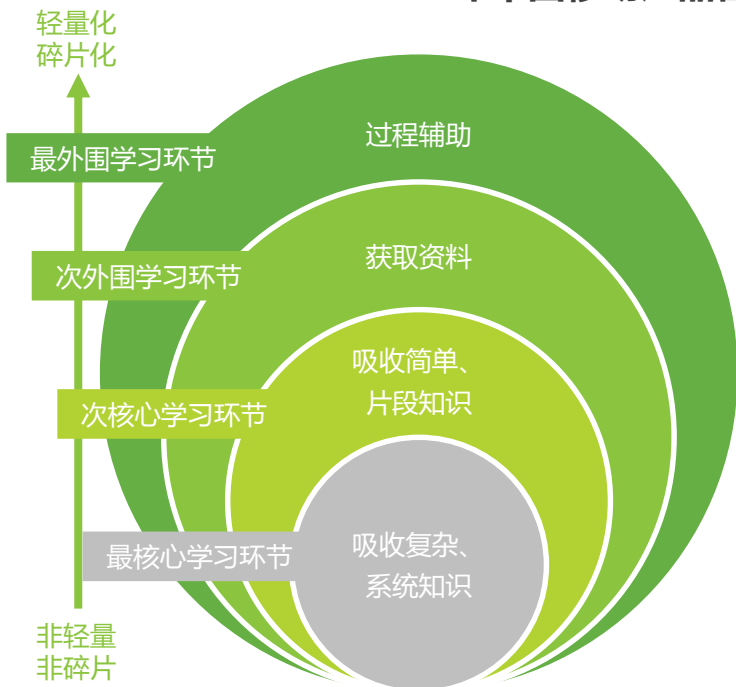 轻量化
碎片化
过程辅助
最外围学习环节
获取资料
次外围学习环节
吸收简单、
片段知识
次核心学习环节
吸收复杂、
系统知识
最核心学习环节
非轻量
非碎片